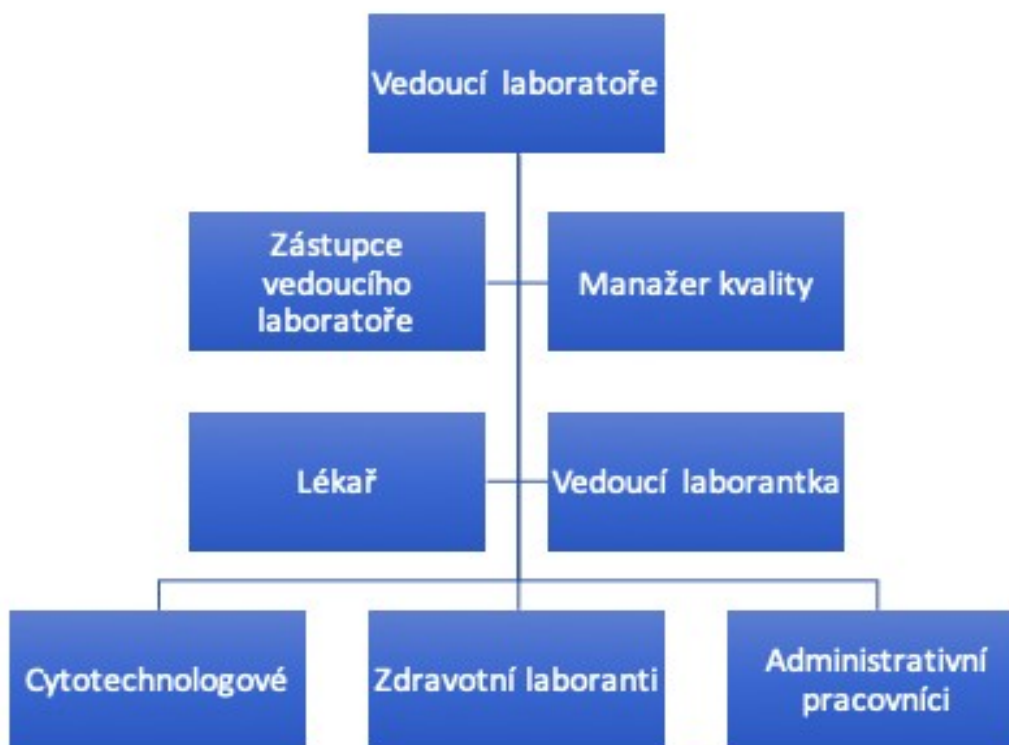 Vedoucí laboratoře
Zástupce
vedoucího
laboratoře
Manažer kvality
Lékař
Vedoucí laborantka
Cytotechnologové
Zdravotní laboranti
Administrativní
pracovníci